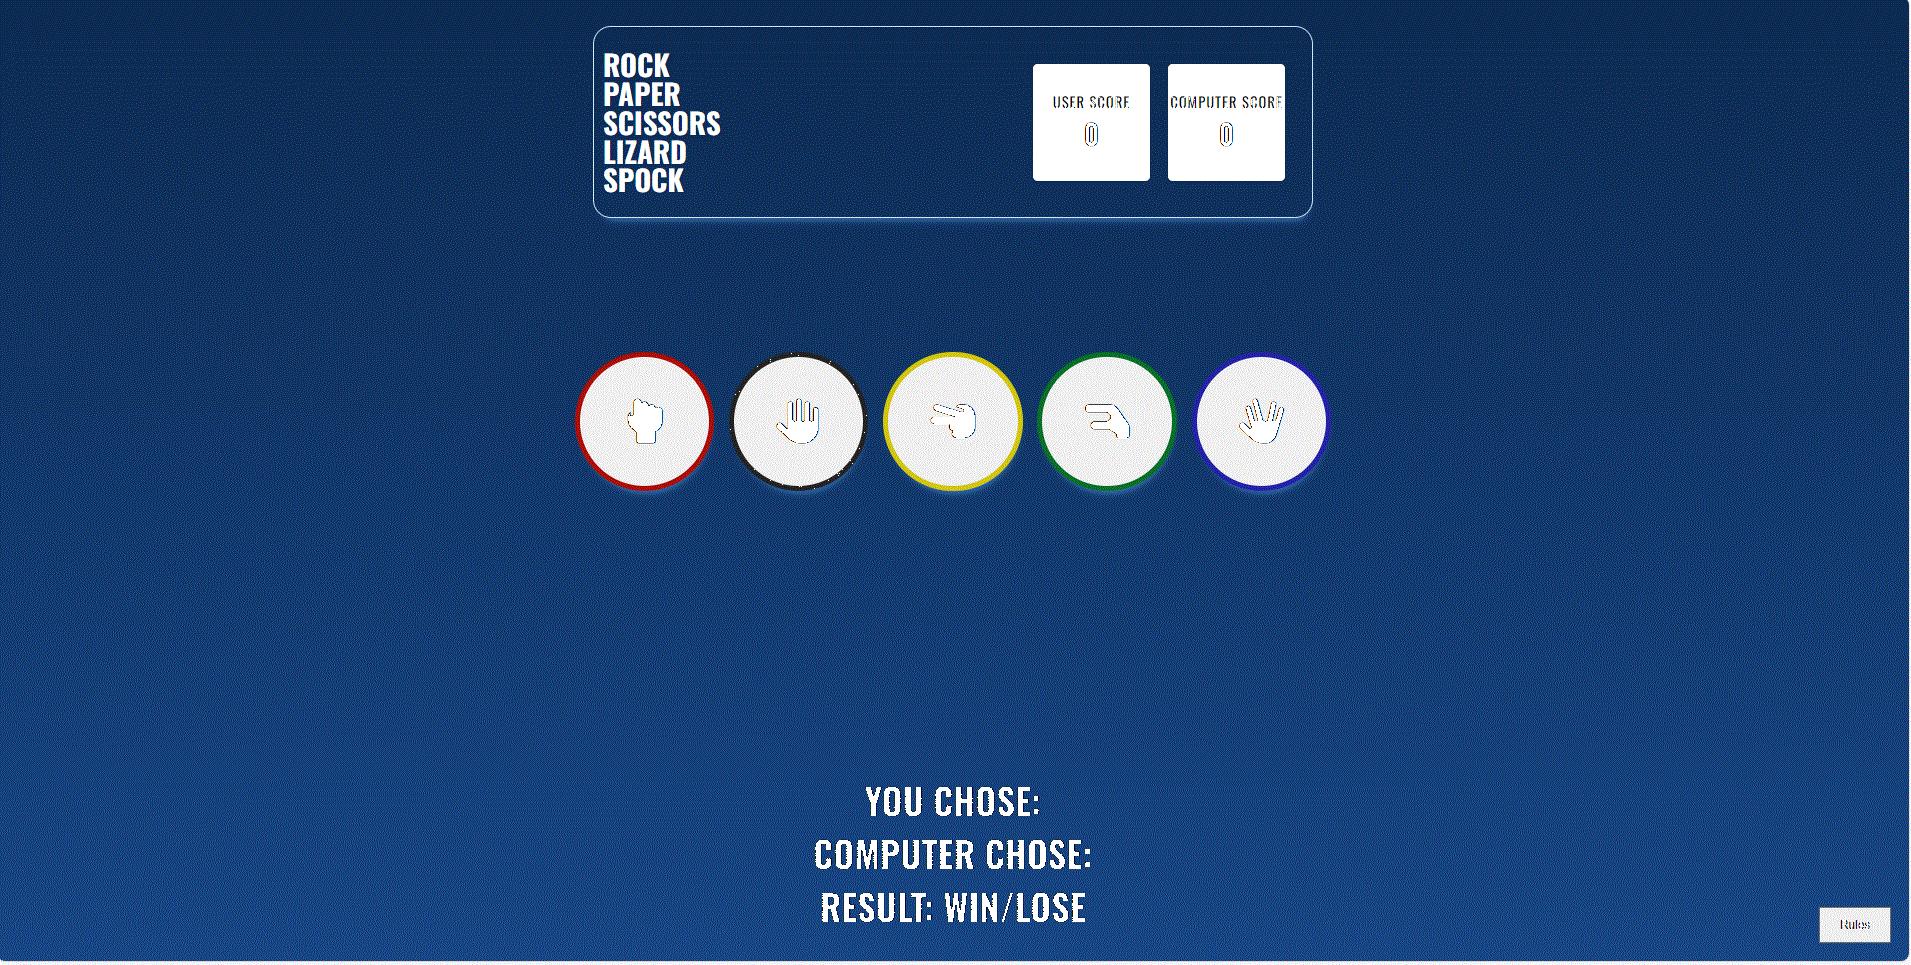 ROCK
PAPER
SCISSORS
LIZARD
SPOCK
USER SCORE
0
COMPUTER SCORE
0
YOU CHOSE:
COMPUTER CHOSE:
RESULT: WIN/LOSE
Rules